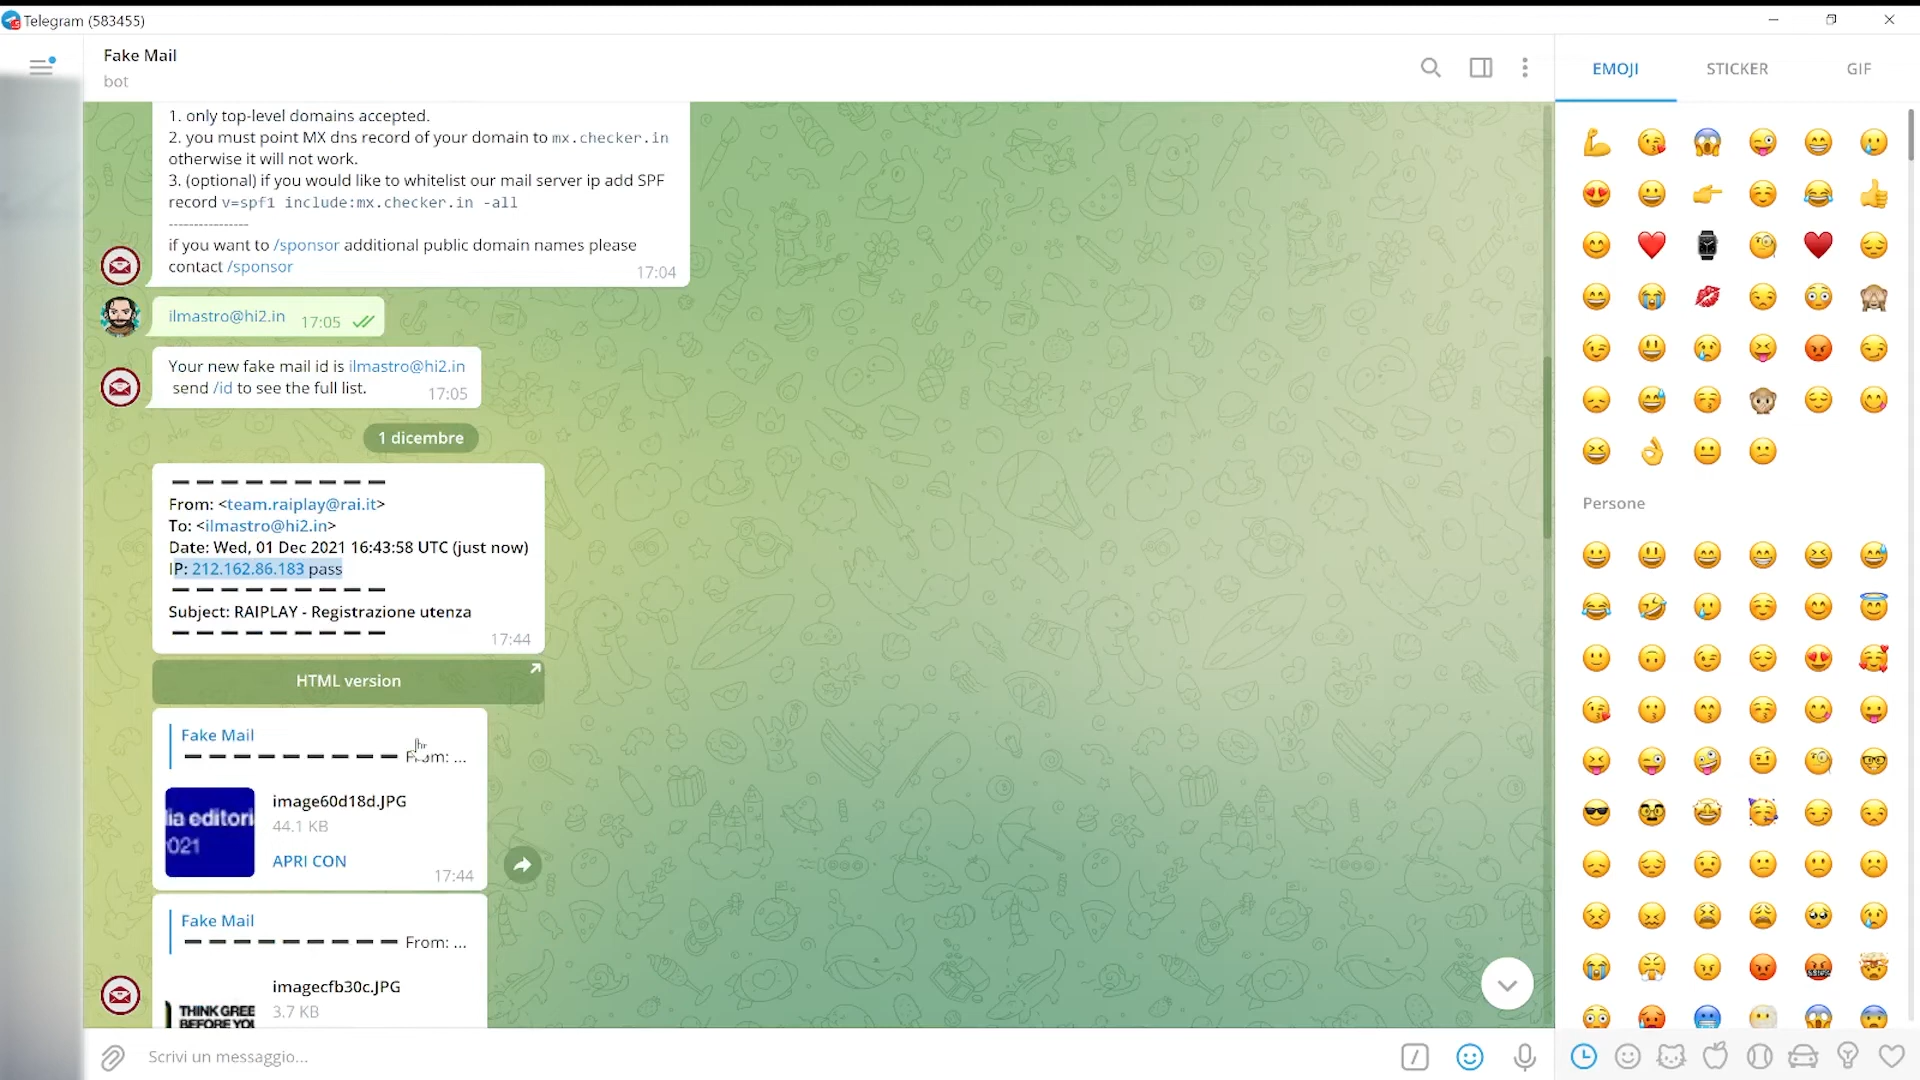 Telegram (583455)
Fake Mail
bot
EMOJI
STICKER
GIF
1. only top-level domains accepted.
2. you must point MX dns record of your domain to mx.checker.in
otherwise it will not work.
3. (optional) if you would like to whitelist our mail server ip add SPF
record v=spf1 include:mx.checker.in -all
----------------
if you want to /sponsor additional public domain names please
contact /sponsor
17:04
ilmastro@hi2.in
17:05
Your new fake mail id is ilmastro@hi2.in
send /id to see the full list.
17:05
1 dicembre
From: <team.raiplay@rai.it>
To: <ilmastro@hi2.in>
Date: Wed, 01 Dec 2021 16:43:58 UTC (just now)
IP: 212.162.86.183 pass
Subject: RAIPLAY - Registrazione utenza
17:44
HTML version
Fake Mail
— — — — — — — — — — From: ...
image60d18d.JPG
44.1 KB
APRI CON
17:44
Fake Mail
— — — — — — — — — — From: ...
imagecfb30c.JPG
3.7 KB
THINK GREE
BEFORE YOU
Persone
Scrivi un messaggio...